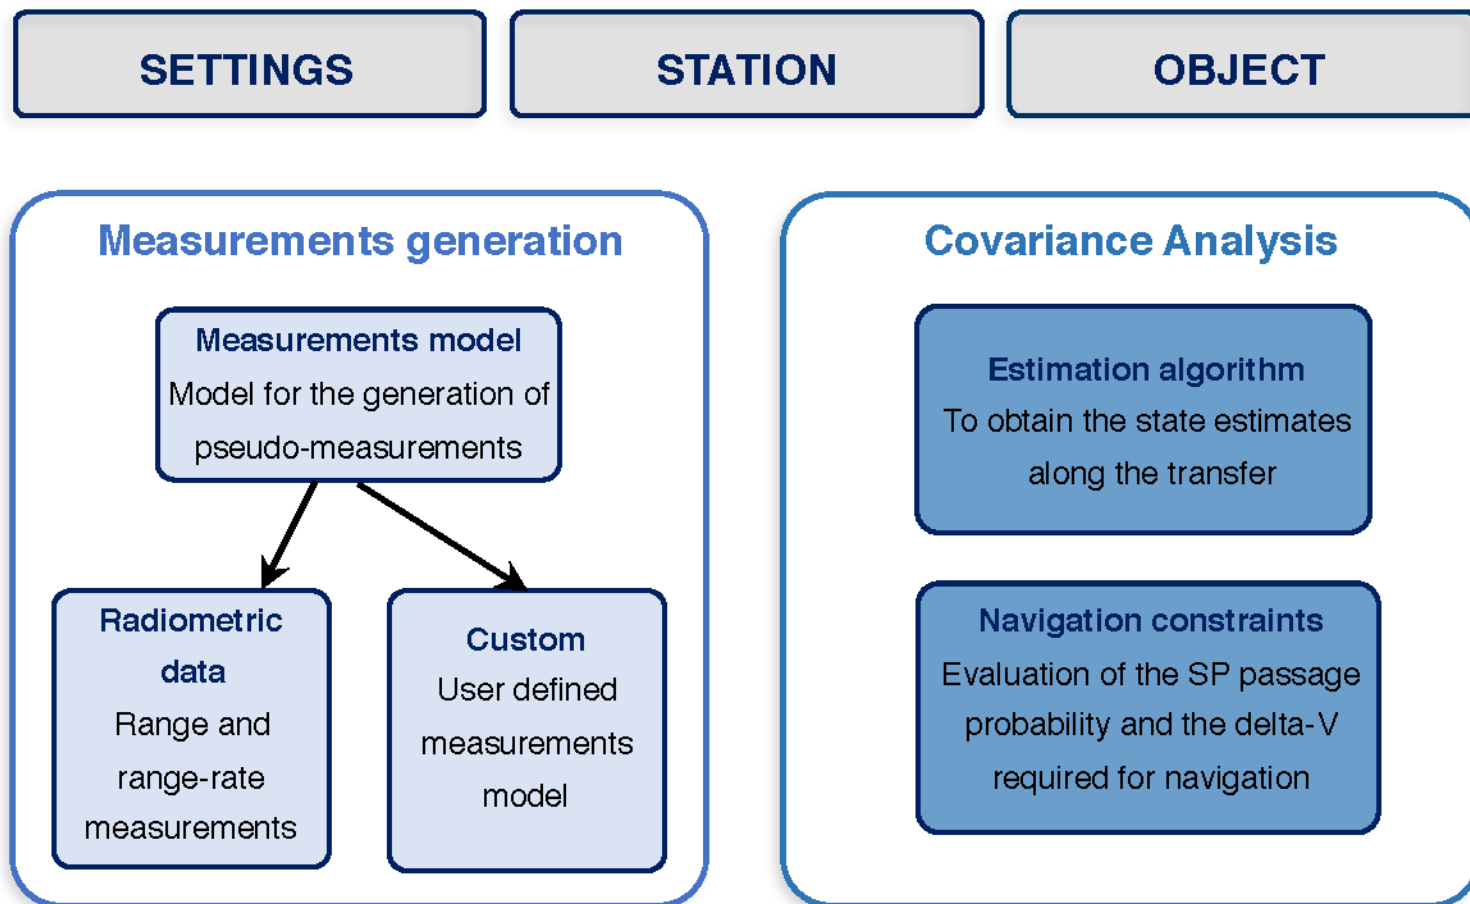 SETTINGS
STATION
OBJECT
Measurements generation
Measurements model
Model for the generation of
pseudo-measurements
Radiometric
data
Range and
range-rate
measurements
Custom
User defined
measurements
model
Covariance Analysis
Estimation algorithm
To obtain the state estimates
along the transfer
Navigation constraints
Evaluation of the SP passage
probability and the delta-V
required for navigation